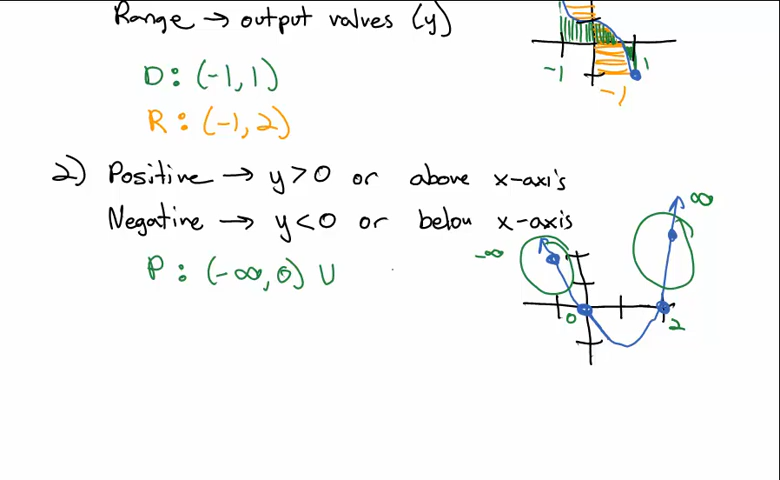 Range → output values (y)
D: (-1, 1)
R: (-1, 2)
-1
1
-1
2) Positive → y > 0 or above x-axis
Negative → y < 0 or below x-axis
P: (-∞, 0) U
-∞
∞
0
2